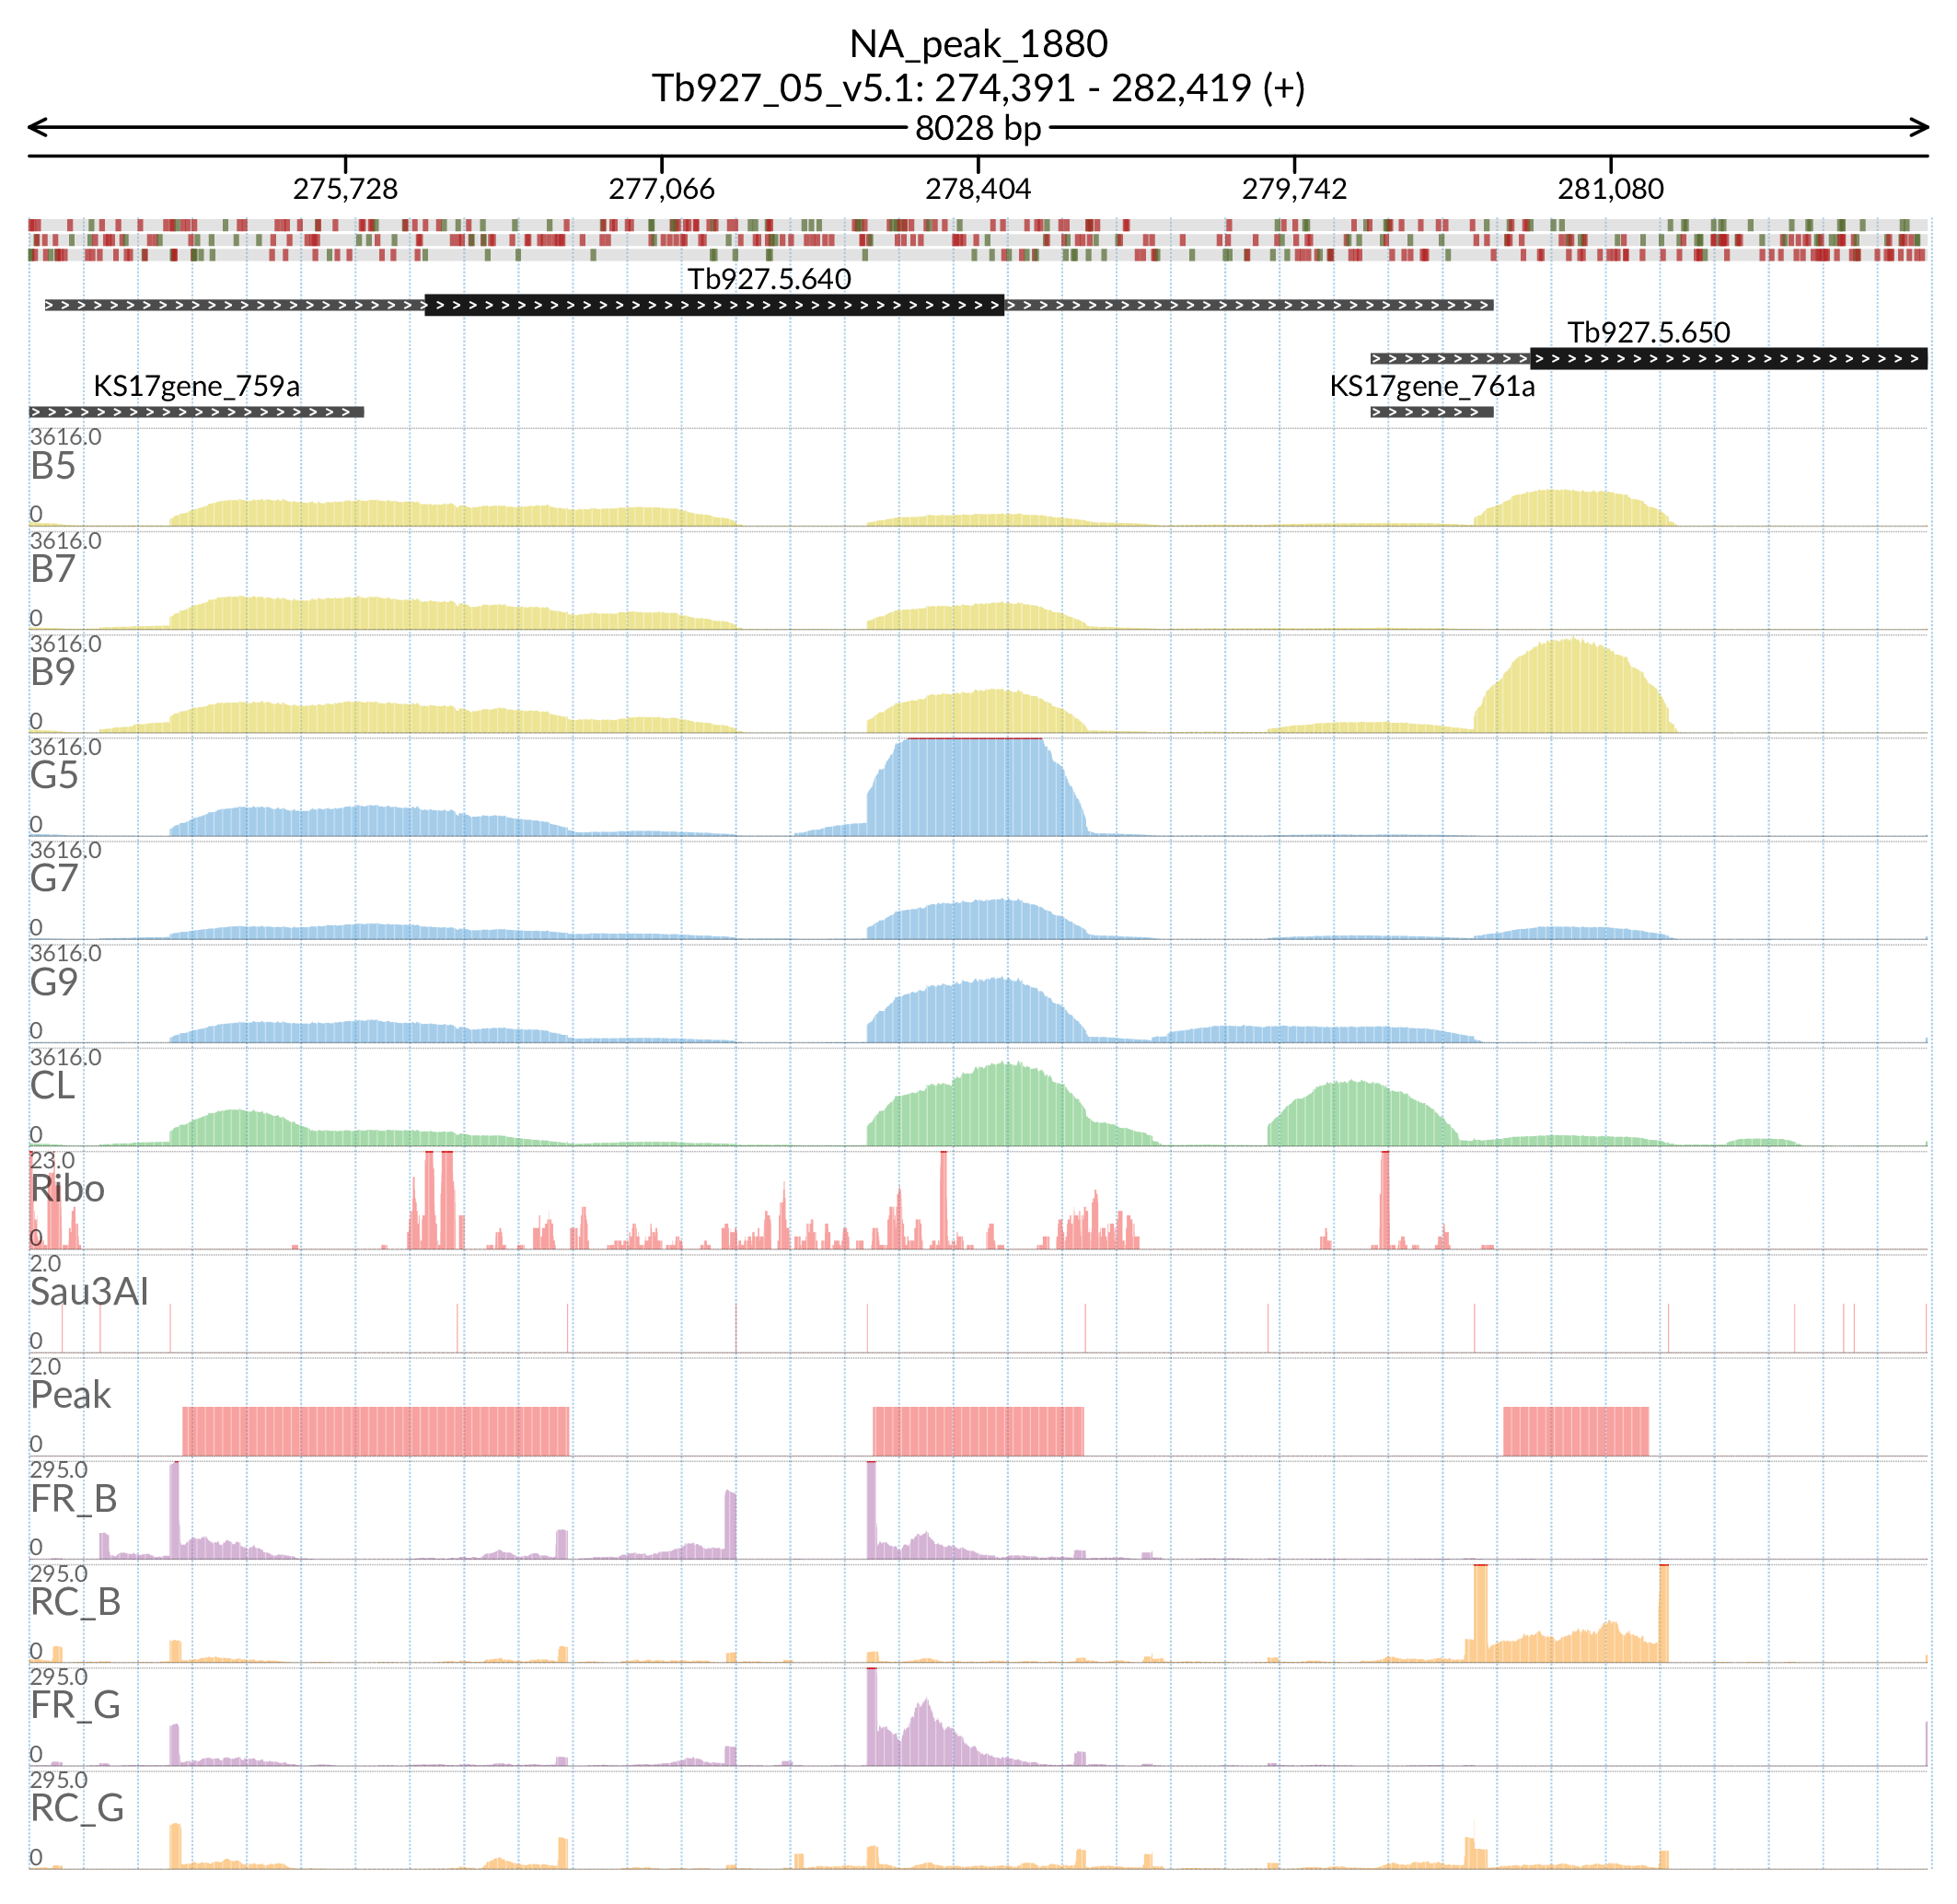 NA_peak_1880
Tb927_05_v5.1: 274,391 - 282,419 (+)
8028 bp
275,728 277,066 278,404 279,742 281,080
Tb927.5.640
Tb927.5.650
KS17gene_759a KS17gene_761a
3616.0
B5
0
3616.0
B7
0
3616.0
B9
0
3616.0
G5
0
3616.0
G7
0
3616.0
G9
0
3616.0
CL
0
23.0
Ribo
0
2.0
Sau3AI
0
2.0
Peak
0
295.0
FR_B
0
295.0
RC_B
0
295.0
FR_G
0
295.0
RC_G
0